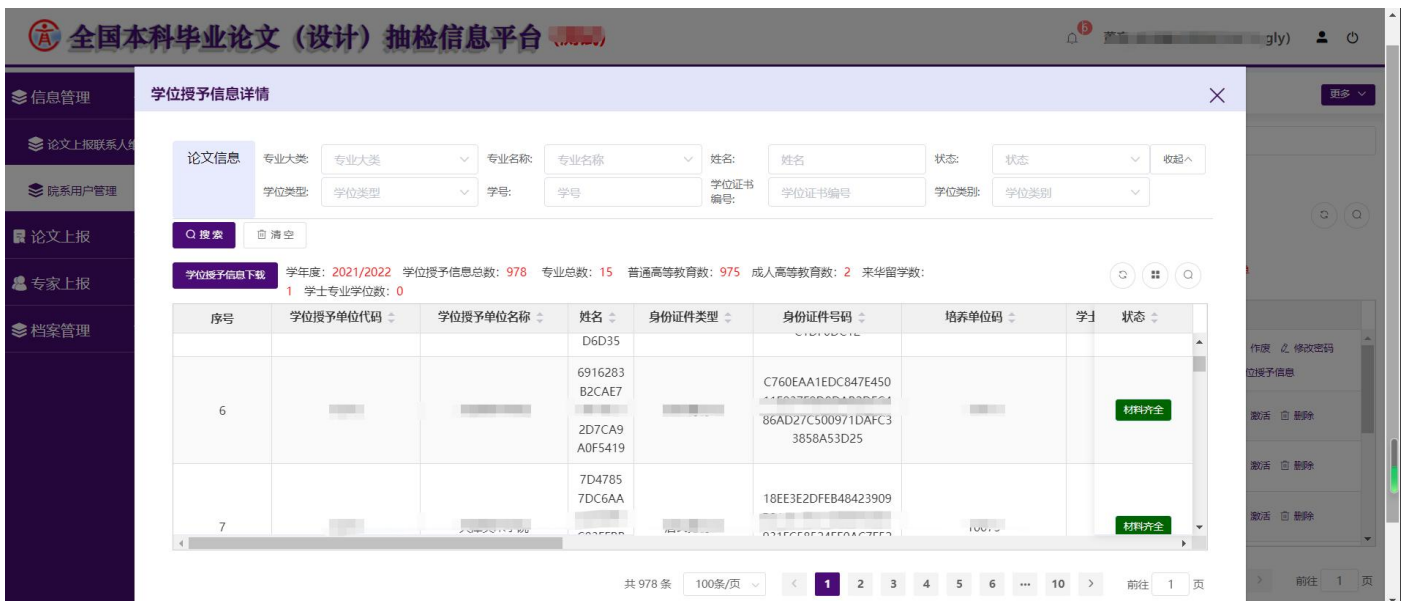 全国本科毕业论文（设计）抽检信息平台
gly)
信息管理
学位授予信息详情
更多
论文上报联系人
论文信息 专业大类: 专业大类 专业名称: 专业名称 姓名: 姓名 状态: 状态 收起
院系用户管理
学位类型: 学位类型 学号: 学号 学位证书编号: 学位证书编号 学位类别: 学位类别
论文上报
搜索 清空
专家上报
学位授予信息下载 学年度：2021/2022 学位授予信息总数：978 专业总数：15 普通高等教育数：975 成人高等教育数：2 来华留学数：
1 学士专业学位数：0
档案管理
序号 学位授予单位代码 学位授予单位名称 姓名 身份证件类型 身份证件号码 培养单位码 学士 状态
D6D35
作废 修改密码
位授予信息
6916283
B2CAE7
C760EAA1EDC847E450
6
材料齐全
激活 删除
2D7CA9
86AD27C500971DAFC3
A0F5419
3858A53D25
激活 删除
7D4785
7DC6AA
18EE3E2DFEB48423909
7
材料齐全
激活 删除
共 978 条 100条/页 1 2 3 4 5 6 ··· 10 前往 1 页
前往 1 页